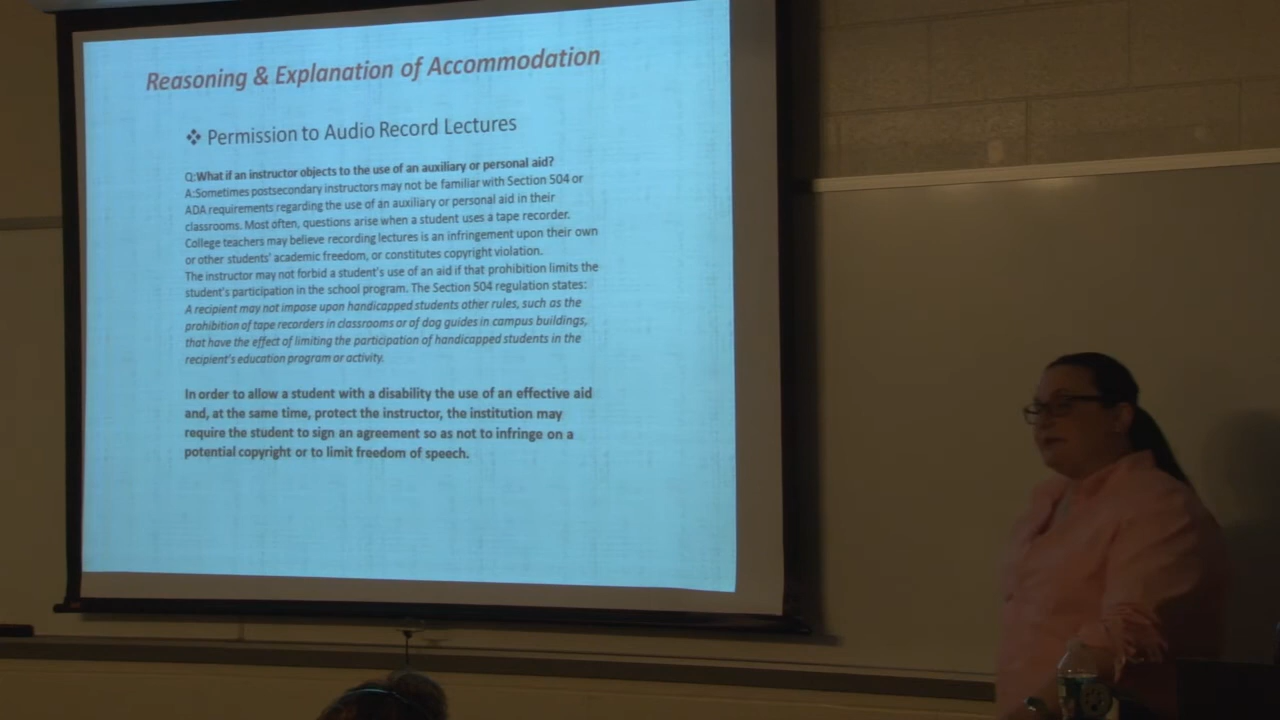 Reasoning & Explanation of Accommodation
❖ Permission to Audio Record Lectures
Q:What if an instructor objects to the use of an auxiliary or personal aid?
A:Sometimes postsecondary instructors may not be familiar with Section 504 or
ADA requirements regarding the use of an auxiliary or personal aid in their
classrooms. Most often, questions arise when a student uses a tape recorder.
College teachers may believe recording lectures is an infringement upon their own
or other students' academic freedom, or constitutes copyright violation.
The instructor may not forbid a student's use of an aid if that prohibition limits the
student's participation in the school program. The Section 504 regulation states:
A recipient may not impose upon handicapped students other rules, such as the
prohibition of tape recorders in classrooms or of dog guides in campus buildings,
that have the effect of limiting the participation of handicapped students in the
recipient's education program or activity.
In order to allow a student with a disability the use of an effective aid
and, at the same time, protect the instructor, the institution may
require the student to sign an agreement so as not to infringe on a
potential copyright or to limit freedom of speech.